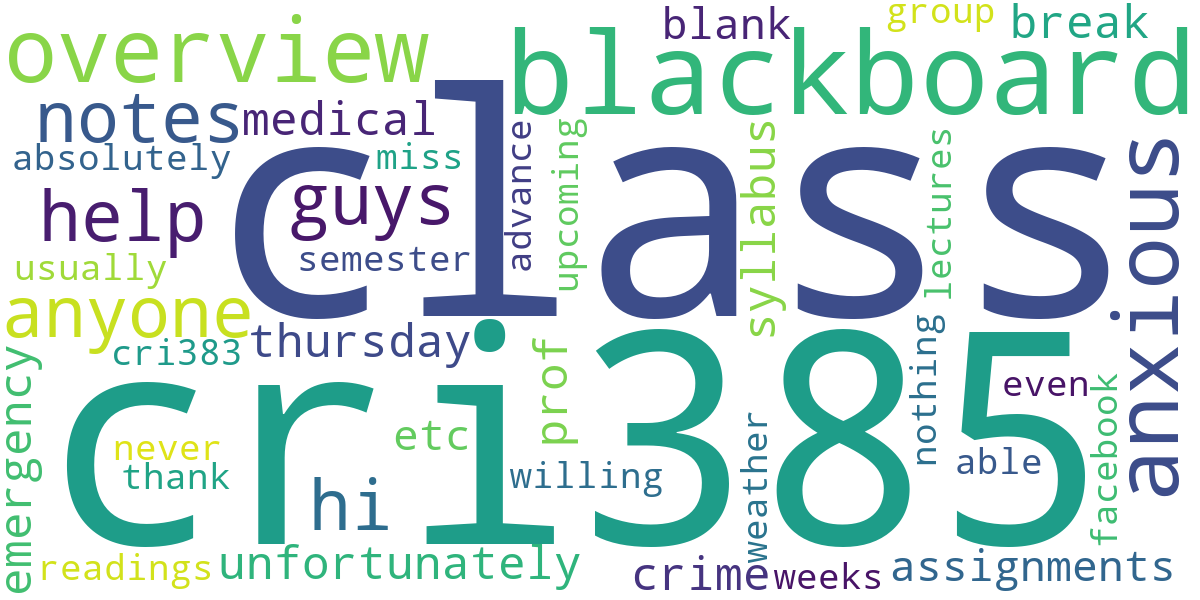 overview
blackboard
blank
group
break
notes
medical
absolutely
miss
class
help
guys
advance
upcoming
syllabus
lectures
anxious
usually
semester
anyone
thursday
cri383
cri385
emergency
prof
nothing
even
facebook
never
thank
etc
hi
willing
weather
able
readings
unfortunately
crime
weeks
assignments